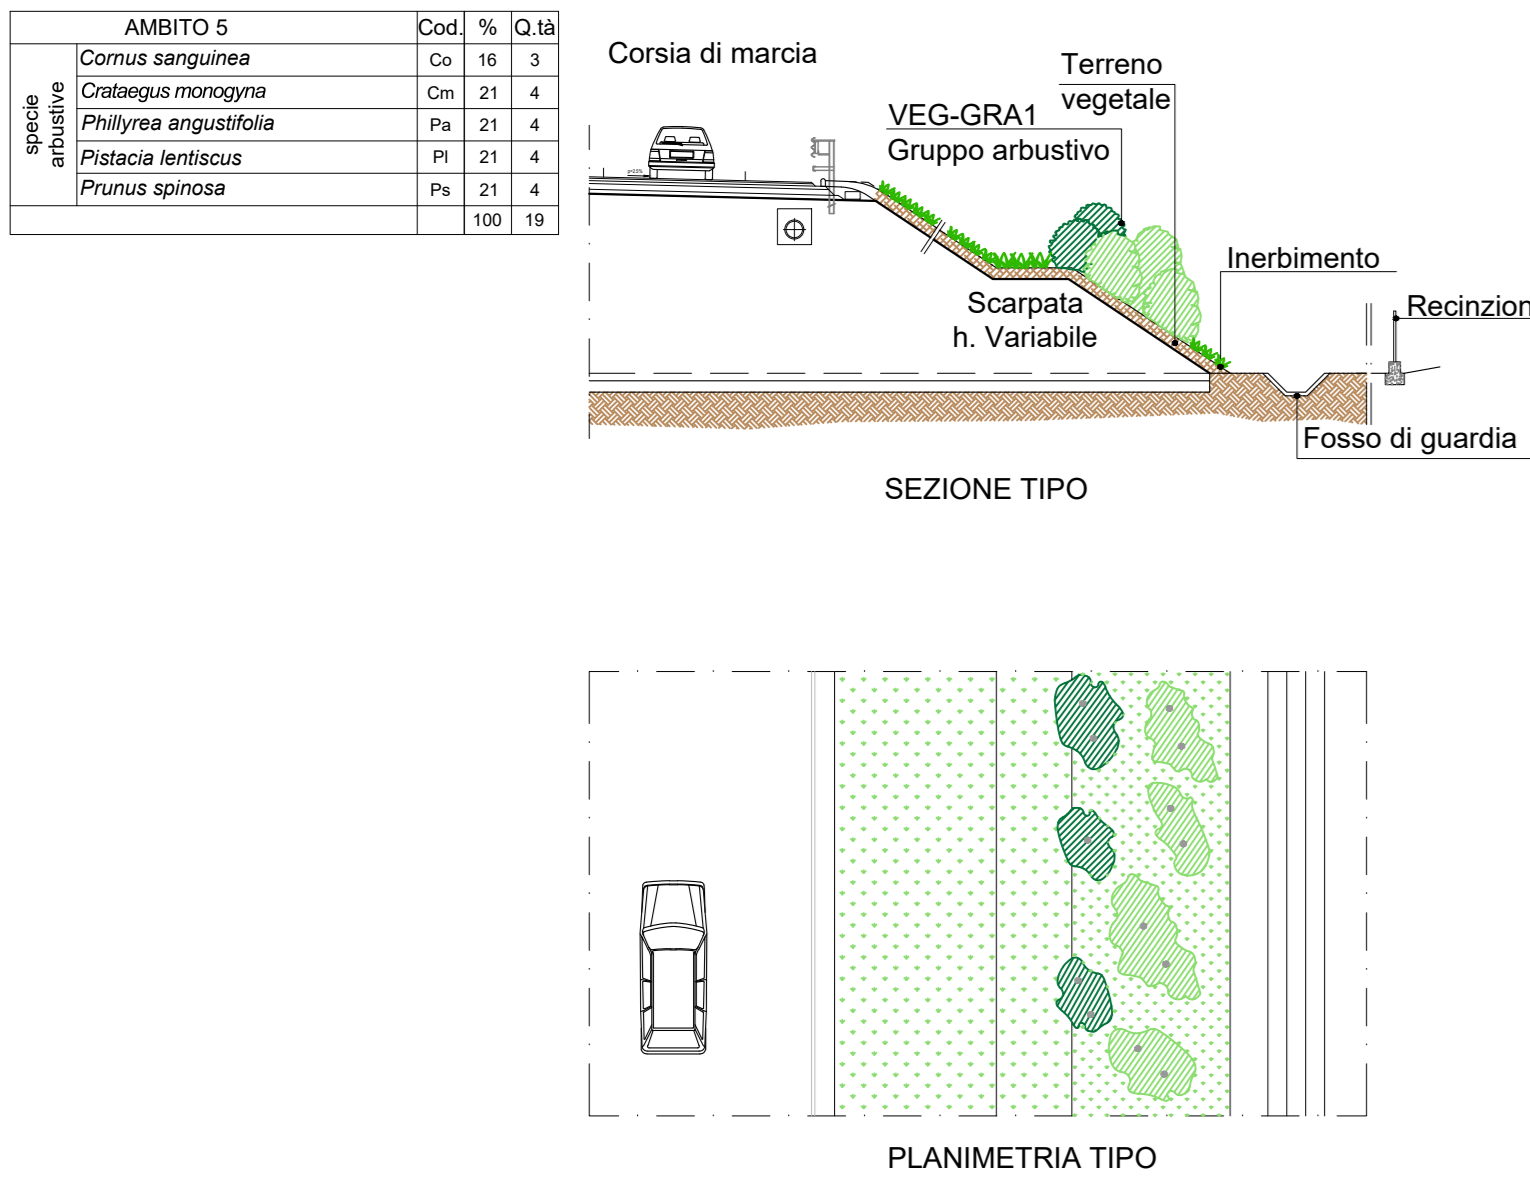 AMBITO 5 Cod. % Q.tà
specie arbustive
Cornus sanguinea Co 16 3
Crataegus monogyna Cm 21 4
Phillyrea angustifolia Pa 21 4
Pistacia lentiscus Pl 21 4
Prunus spinosa Ps 21 4
100 19
Corsia di marcia
Terreno
vegetale
VEG-GRA1
Gruppo arbustivo
p=2.5%
Inerbimento
Scarpata
h. Variabile
Recinzion
Fosso di guardia
SEZIONE TIPO
PLANIMETRIA TIPO